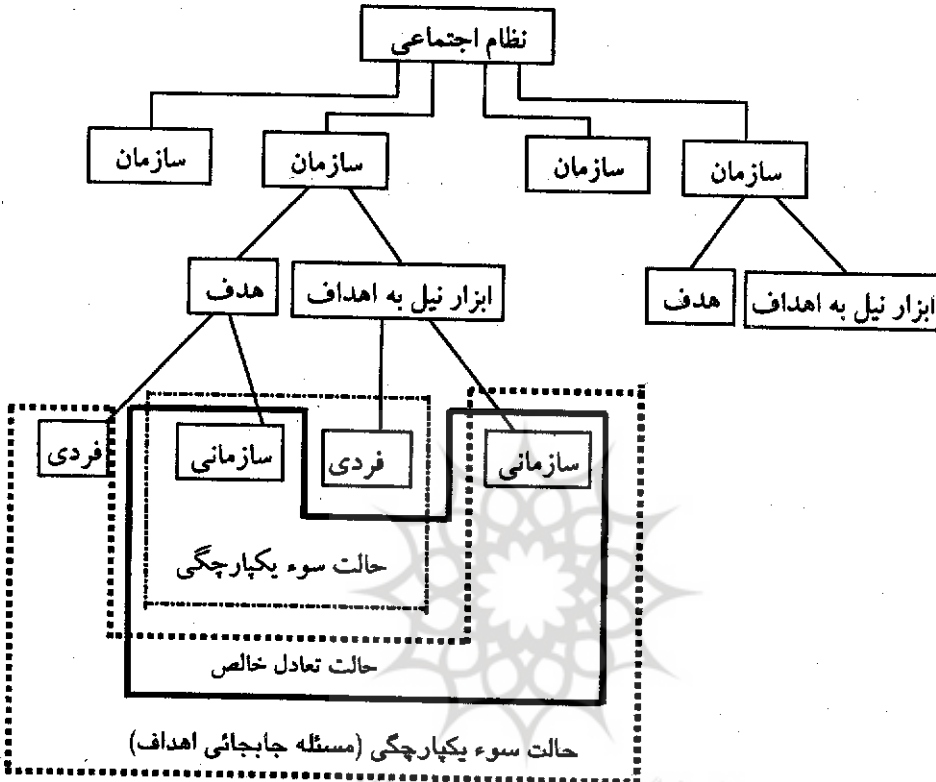 نظام اجتماعی
سازمان
سازمان
سازمان
سازمان
ابزار نیل به اهداف
هدف
ابزار نیل به اهداف
هدف
سازمانی
فردی
سازمانی
فردی
حالت سوء یکپارچگی
حالت تعادل خالص
حالت سوء یکپارچگی (مسئله جابجائی اهداف)